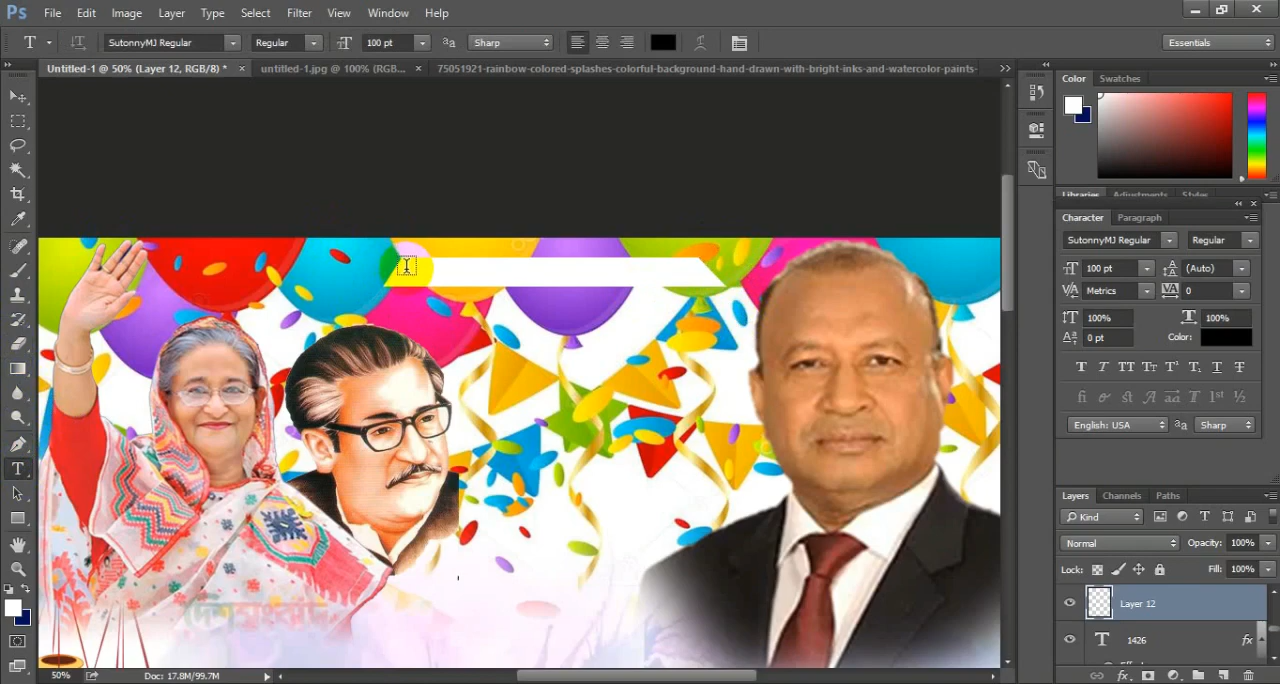 Ps File Edit Image Layer Type Select Filter View Window Help
T SutonnyMJ Regular Regular 100 pt Sharp Essentials
Untitled-1 @ 50% (Layer 12, RGB/8) * × untitled-1.jpg @ 100% (RGB... × 75051921-rainbow-colored-splashes-colorful-background-hand-drawn-with-bright-inks-and-watercolor-paints-
Color Swatches
Libraries Adjustments Styles
Character Paragraph
SutonnyMJ Regular Regular
100 pt (Auto)
Metrics 0
100% 100%
0 pt Color:
English: USA Sharp
Layers Channels Paths
Kind
Normal Opacity: 100%
Lock: Fill: 100%
Layer 12
1426 fx
50% Doc: 17.8M/99.7M